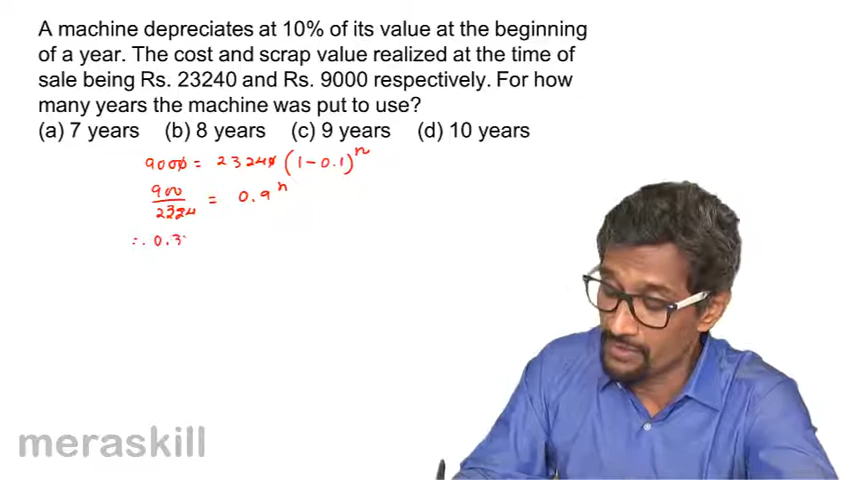 A machine depreciates at 10% of its value at the beginning
of a year. The cost and scrap value realized at the time of
sale being Rs. 23240 and Rs. 9000 respectively. For how
many years the machine was put to use?
(a) 7 years (b) 8 years (c) 9 years (d) 10 years
9000 = 23240 (1 - 0.1)^n
900
2324 = 0.9^n
∴ 0.3
meraskill